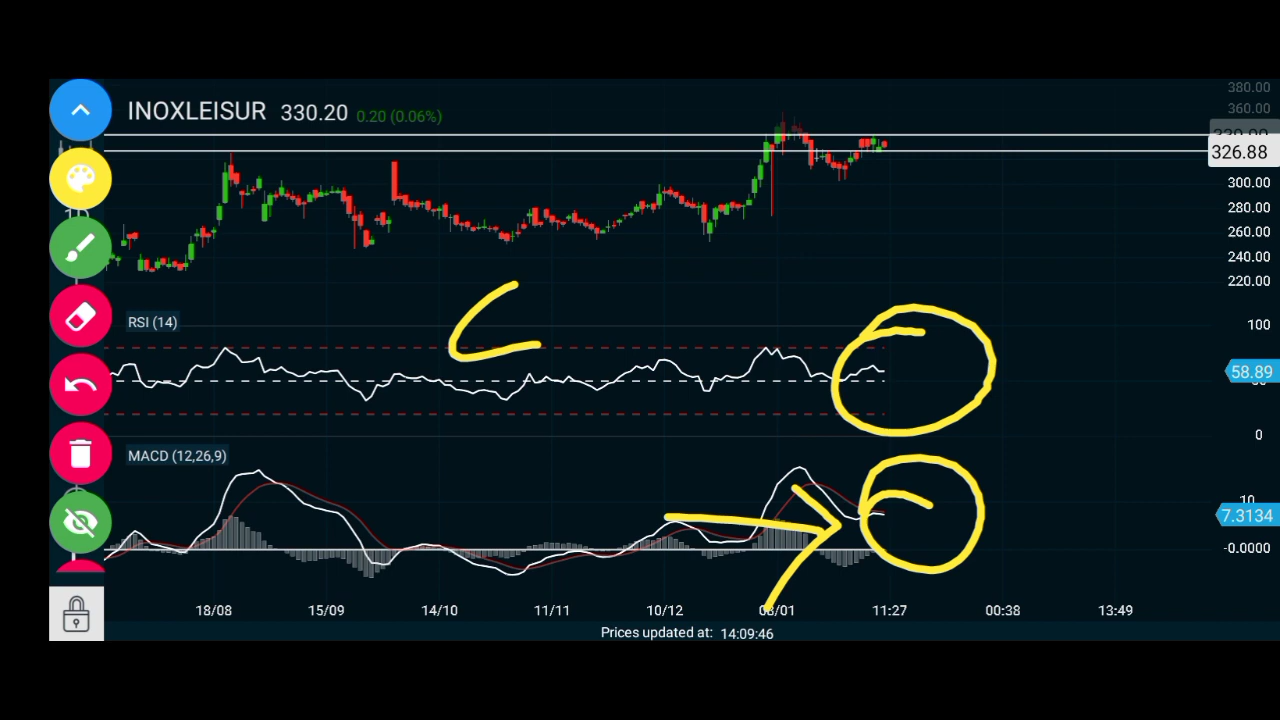 INOXLEISUR 330.20 0.20 (0.06%)
380.00
360.00
326.88
300.00
280.00
260.00
240.00
220.00
RSI (14)
100
58.89
0
MACD (12,26,9)
10
7.3134
-0.0000
18/08 15/09 14/10 11/11 10/12 08/01 11:27 00:38 13:49
Prices updated at: 14:09:46